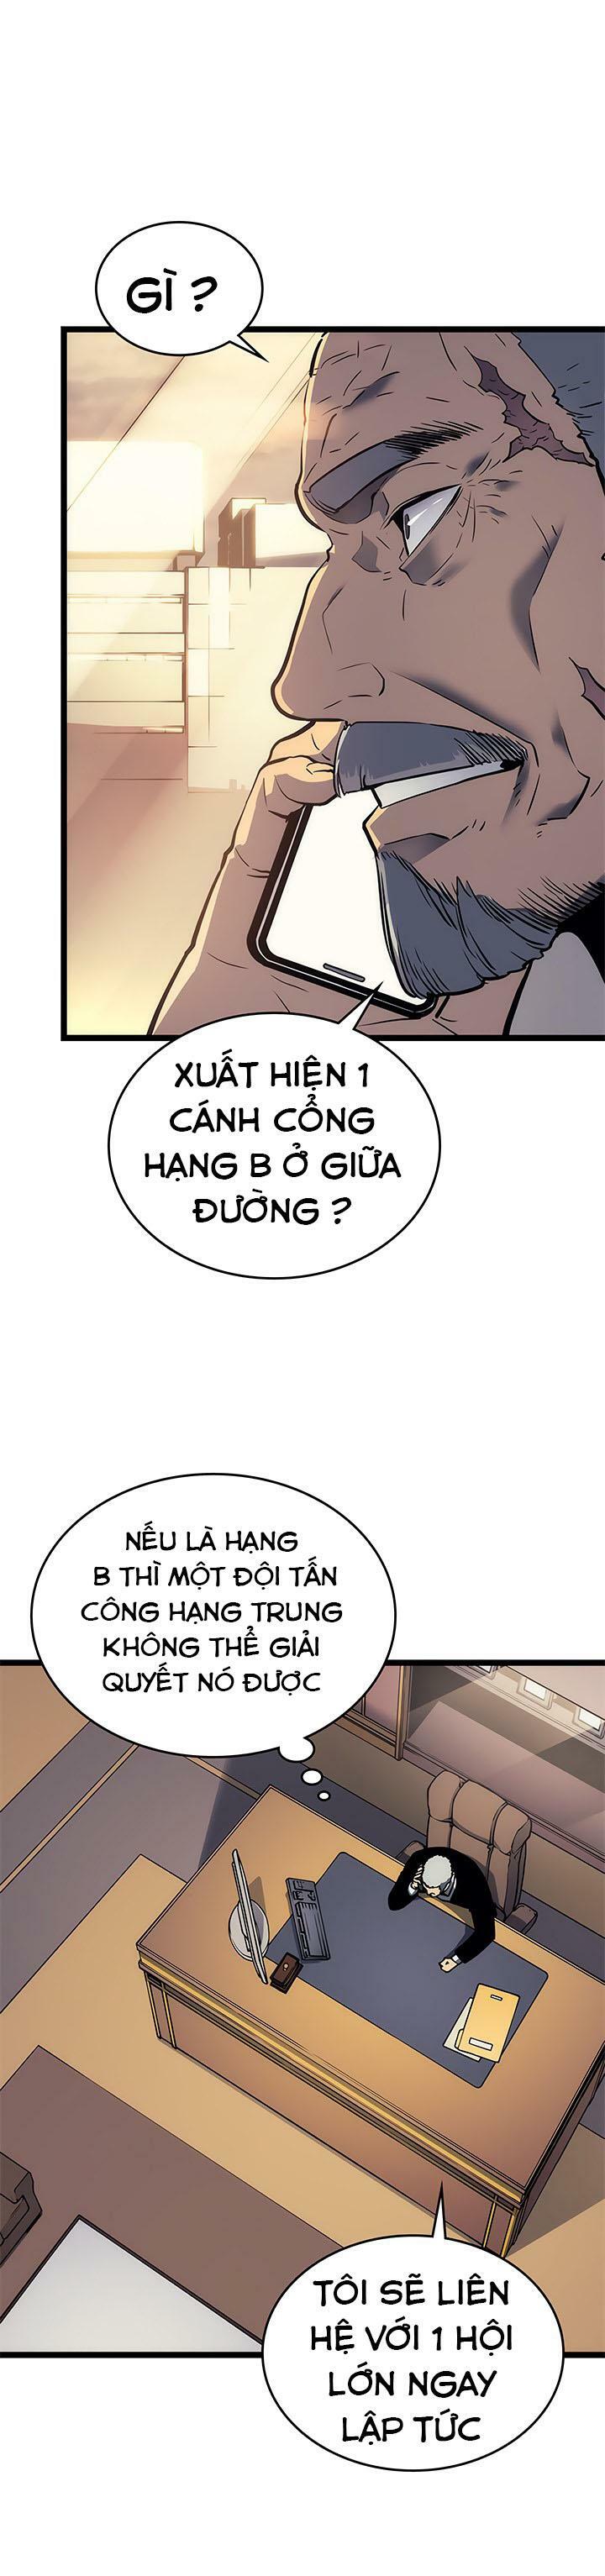 GÌ ?
XUẤT HIỆN 1
CÁNH CỔNG
HẠNG B Ở GIỮA
ĐƯỜNG ?
NẾU LÀ HẠNG
B THÌ MỘT ĐỘI TẤN
CÔNG HẠNG TRUNG
KHÔNG THỂ GIẢI
QUYẾT NÓ ĐƯỢC
TÔI SẼ LIÊN
HỆ VỚI 1 HỘI
LỚN NGAY
LẬP TỨC